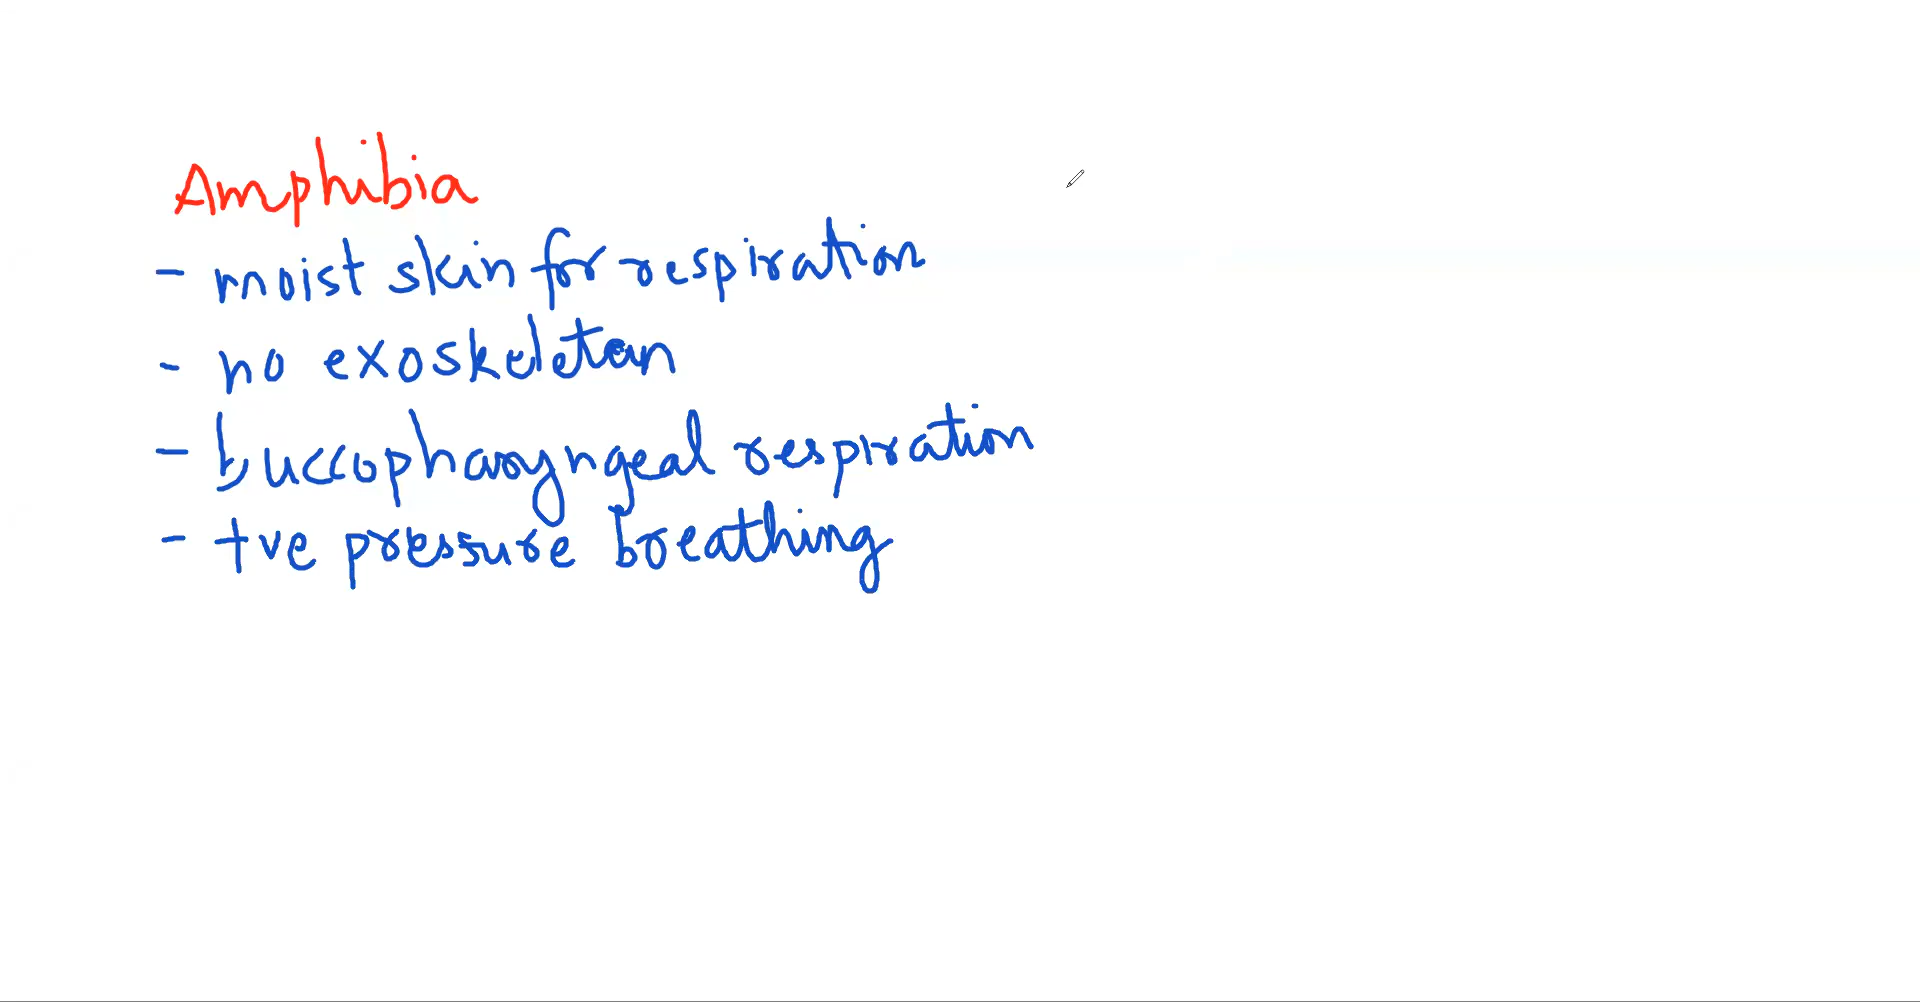 Amphibia
- moist skin for respiration
- no exoskeleton
- buccopharyngeal respiration
- +ve pressure breathing